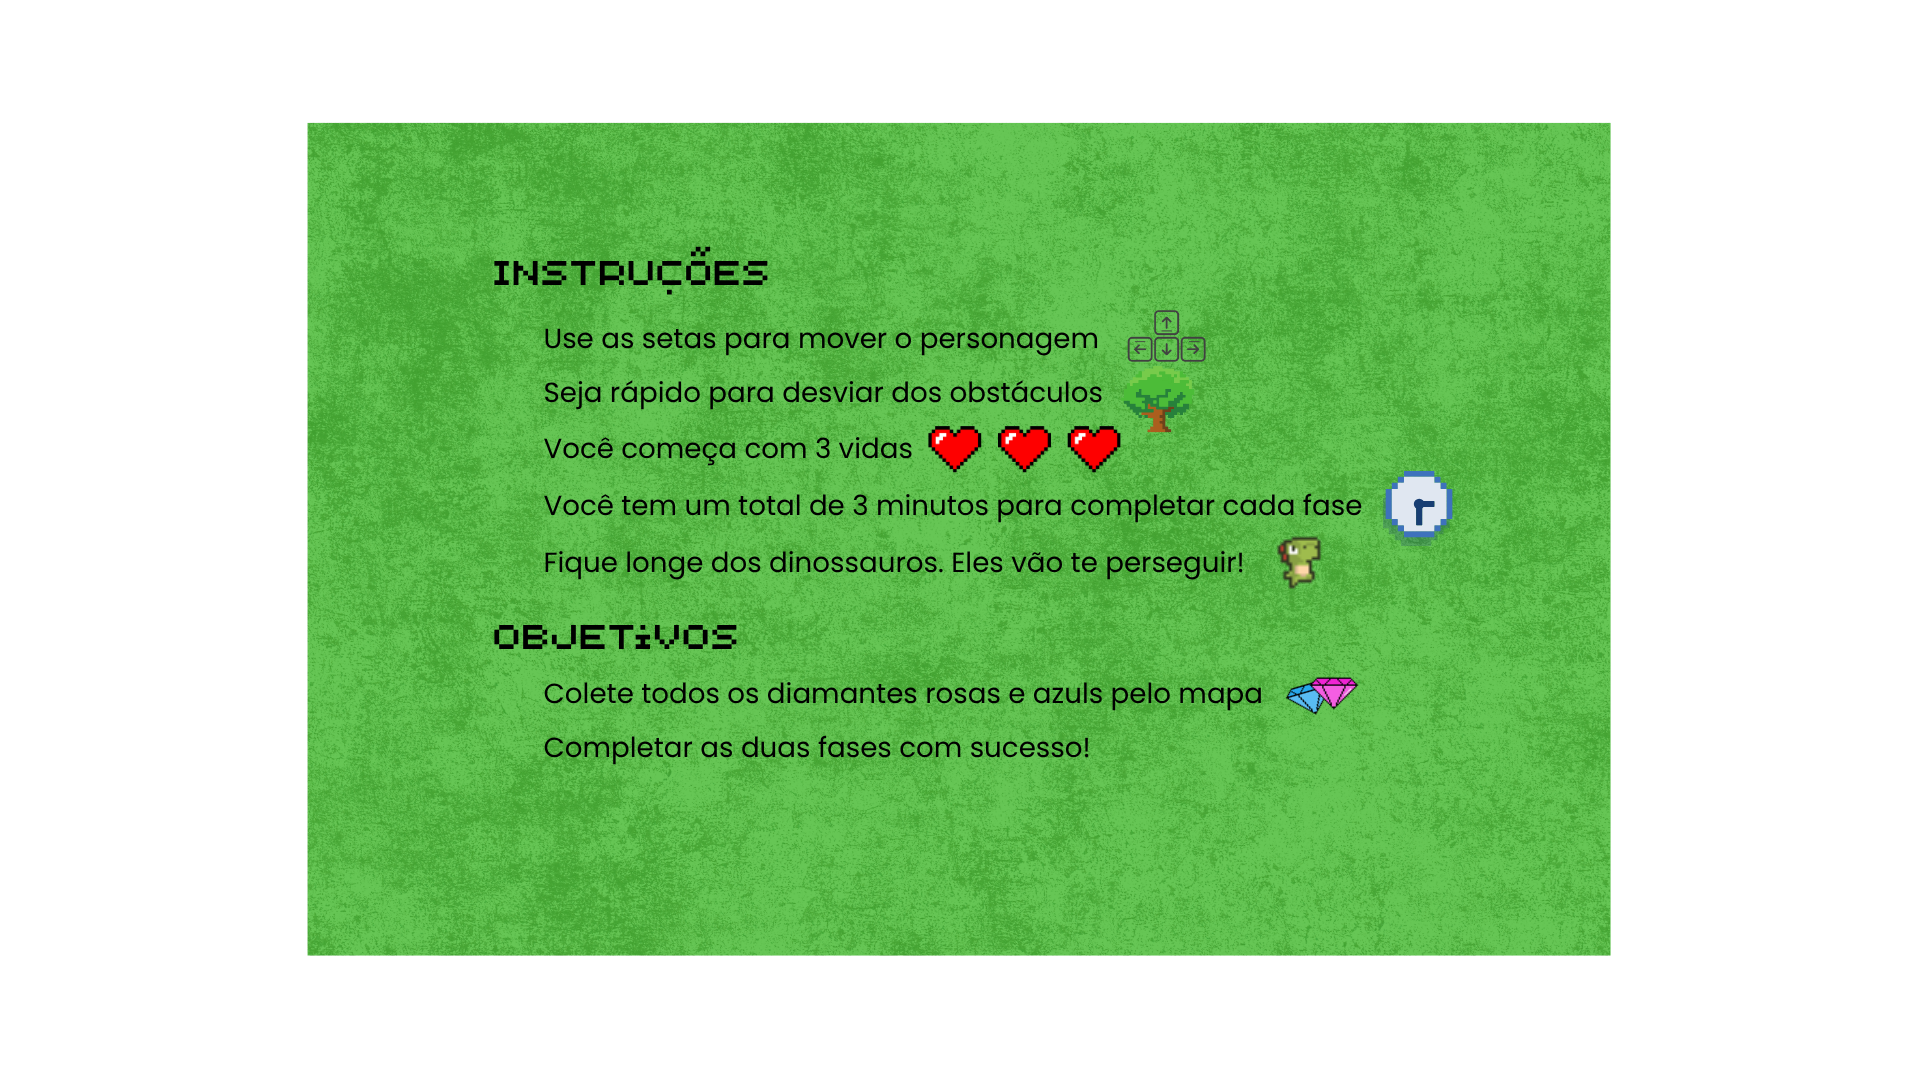 INSTRUÇÕES
Use as setas para mover o personagem
Seja rápido para desviar dos obstáculos
Você começa com 3 vidas
Você tem um total de 3 minutos para completar cada fase
Fique longe dos dinossauros. Eles vão te perseguir!
OBJETiVOS
Colete todos os diamantes rosas e azuls pelo mapa
Completar as duas fases com sucesso!